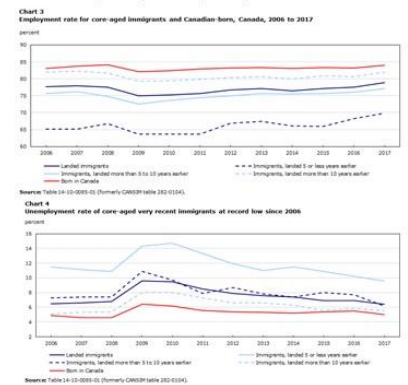 Chart 3
Employment rate for core-aged immigrants and Canadian-born, Canada, 2006 to 2017
percent
90
85
80
75
70
65
60
2006 2007 2008 2009 2010 2011 2012 2013 2014 2015 2016 2017
Landed immigrants
Immigrants, landed 5 or less years earlier
Immigrants, landed more than 5 to 10 years earlier
Immigrants, landed more than 10 years earlier
Born in Canada
Source: Table 14-10-0085-01 (formerly CANSIM table 282-0104).
Chart 4
Unemployment rate of core-aged very recent immigrants at record low since 2006
percent
16
14
12
10
8
6
4
2
2006 2007 2008 2009 2010 2011 2012 2013 2014 2015 2016 2017
Landed immigrants
Immigrants, landed 5 or less years earlier
Immigrants, landed more than 5 to 10 years earlier
Immigrants, landed more than 10 years earlier
Born in Canada
Source: Table 14-10-0085-01 (formerly CANSIM table 282-0104).